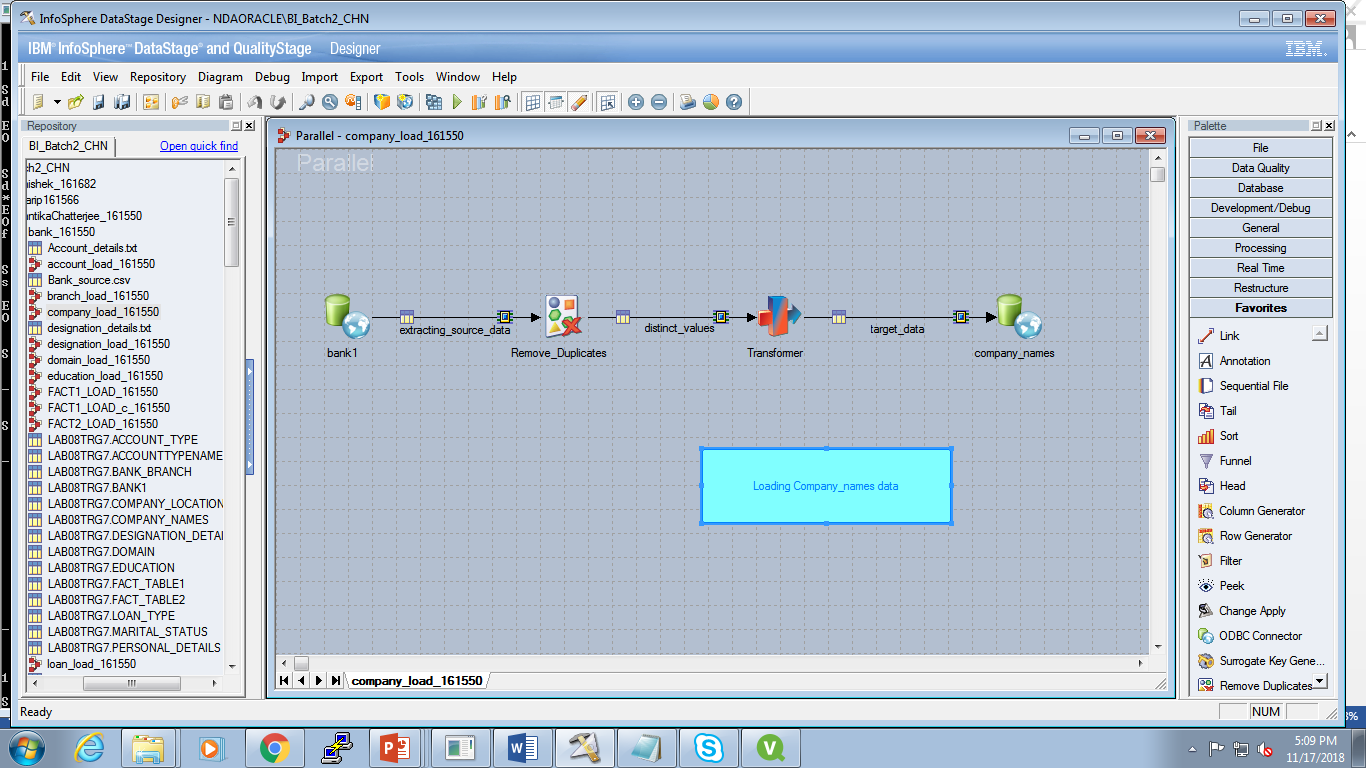 InfoSphere DataStage Designer - NDAORACLE\BI_Batch2_CHN
IBM® InfoSphere™ DataStage® and QualityStage Designer
IBM.
File Edit View Repository Diagram Debug Import Export Tools Window Help
Repository
BI_Batch2_CHN
Open quick find
ch2_CHN
ishek_161682
arip161566
antikaChatterjee_161550
bank_161550
Account_details.txt
account_load_161550
Bank_source.csv
branch_load_161550
company_load_161550
designation_details.txt
designation_load_161550
domain_load_161550
education_load_161550
FACT1_LOAD_161550
FACT1_LOAD_c_161550
FACT2_LOAD_161550
LAB08TRG7.ACCOUNT_TYPE
LAB08TRG7.ACCOUNTTYPENAME
LAB08TRG7.BANK_BRANCH
LAB08TRG7.BANK1
LAB08TRG7.COMPANY_LOCATION
LAB08TRG7.COMPANY_NAMES
LAB08TRG7.DESIGNATION_DETAI
LAB08TRG7.DOMAIN
LAB08TRG7.EDUCATION
LAB08TRG7.FACT_TABLE1
LAB08TRG7.FACT_TABLE2
LAB08TRG7.LOAN_TYPE
LAB08TRG7.MARITAL_STATUS
LAB08TRG7.PERSONAL_DETAILS
loan_load_161550
Parallel - company_load_161550
Parallel
extracting_source_data
distinct_values
target_data
bank1
Remove_Duplicates
Transformer
company_names
Loading Company_names data
company_load_161550
Palette
File
Data Quality
Database
Development/Debug
General
Processing
Real Time
Restructure
Favorites
Link
Annotation
Sequential File
Tail
Sort
Funnel
Head
Column Generator
Row Generator
Filter
Peek
Change Apply
ODBC Connector
Surrogate Key Gene...
Remove Duplicates
Ready
NUM
5:09 PM
11/17/2018